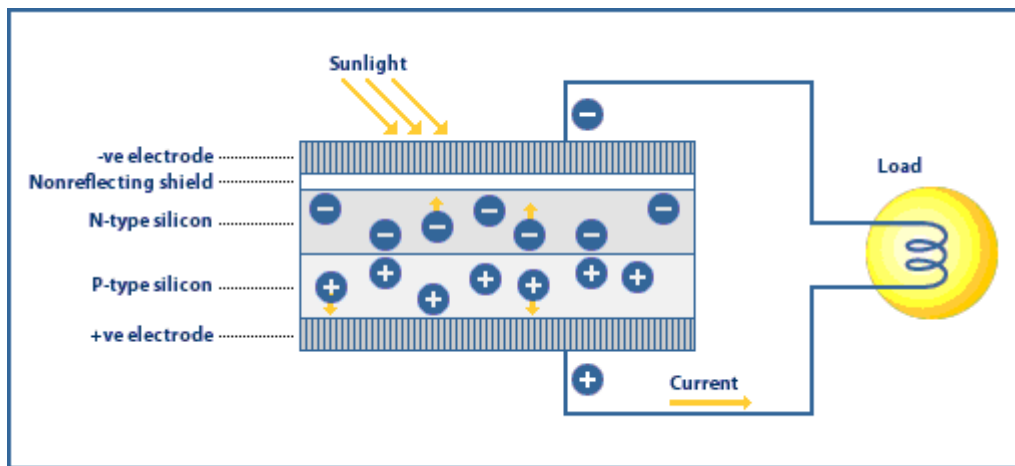 Sunlight
-ve electrode
Nonreflecting shield
N-type silicon
P-type silicon
+ve electrode
Load
Current